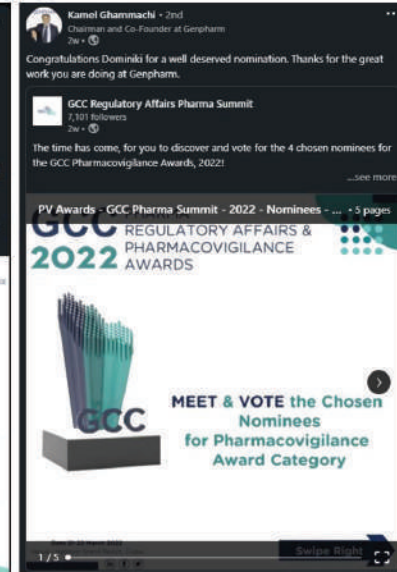 Kamel Ghammachi • 2nd
Chairman and Co-Founder at Genpharm
2w •
Congratulations Dominiki for a well deserved nomination. Thanks for the great
work you are doing at Genpharm.
GCC Regulatory Affairs Pharma Summit
7,101 followers
2w •
The time has come, for you to discover and vote for the 4 chosen nominees for
the GCC Pharmacovigilance Awards, 2022!
...see more
PV Awards - GCC Pharma Summit - 2022 - Nominees - ... • 5 pages
GCC
REGULATORY AFFAIRS &
2022
PHARMACOVIGILANCE
AWARDS
GCC
MEET & VOTE the Chosen
Nominees
for Pharmacovigilance
Award Category
1/5
Swipe Right